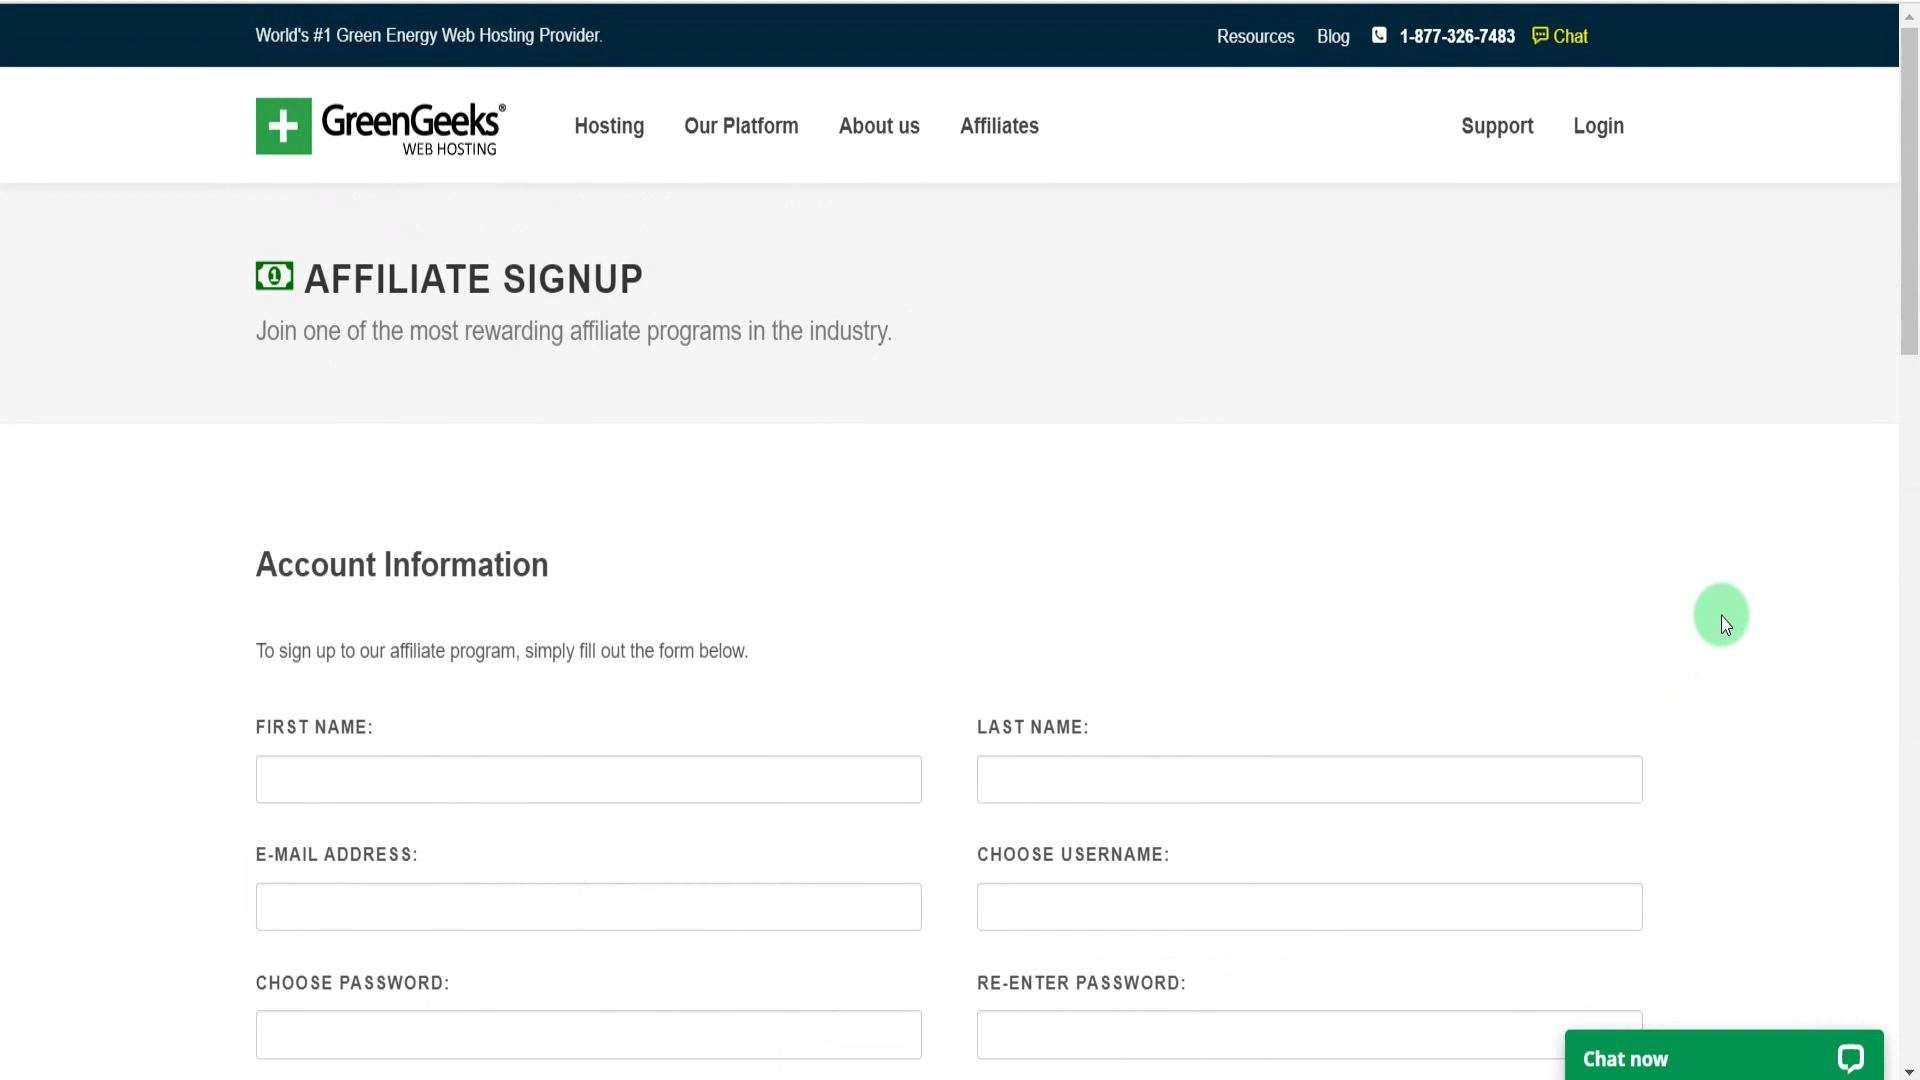 World's #1 Green Energy Web Hosting Provider.
Resources Blog 1-877-326-7483 Chat
GreenGeeks®
WEB HOSTING
Hosting Our Platform About us Affiliates Support Login
AFFILIATE SIGNUP
Join one of the most rewarding affiliate programs in the industry.
Account Information
To sign up to our affiliate program, simply fill out the form below.
FIRST NAME: LAST NAME:
E-MAIL ADDRESS: CHOOSE USERNAME:
CHOOSE PASSWORD: RE-ENTER PASSWORD:
Chat now